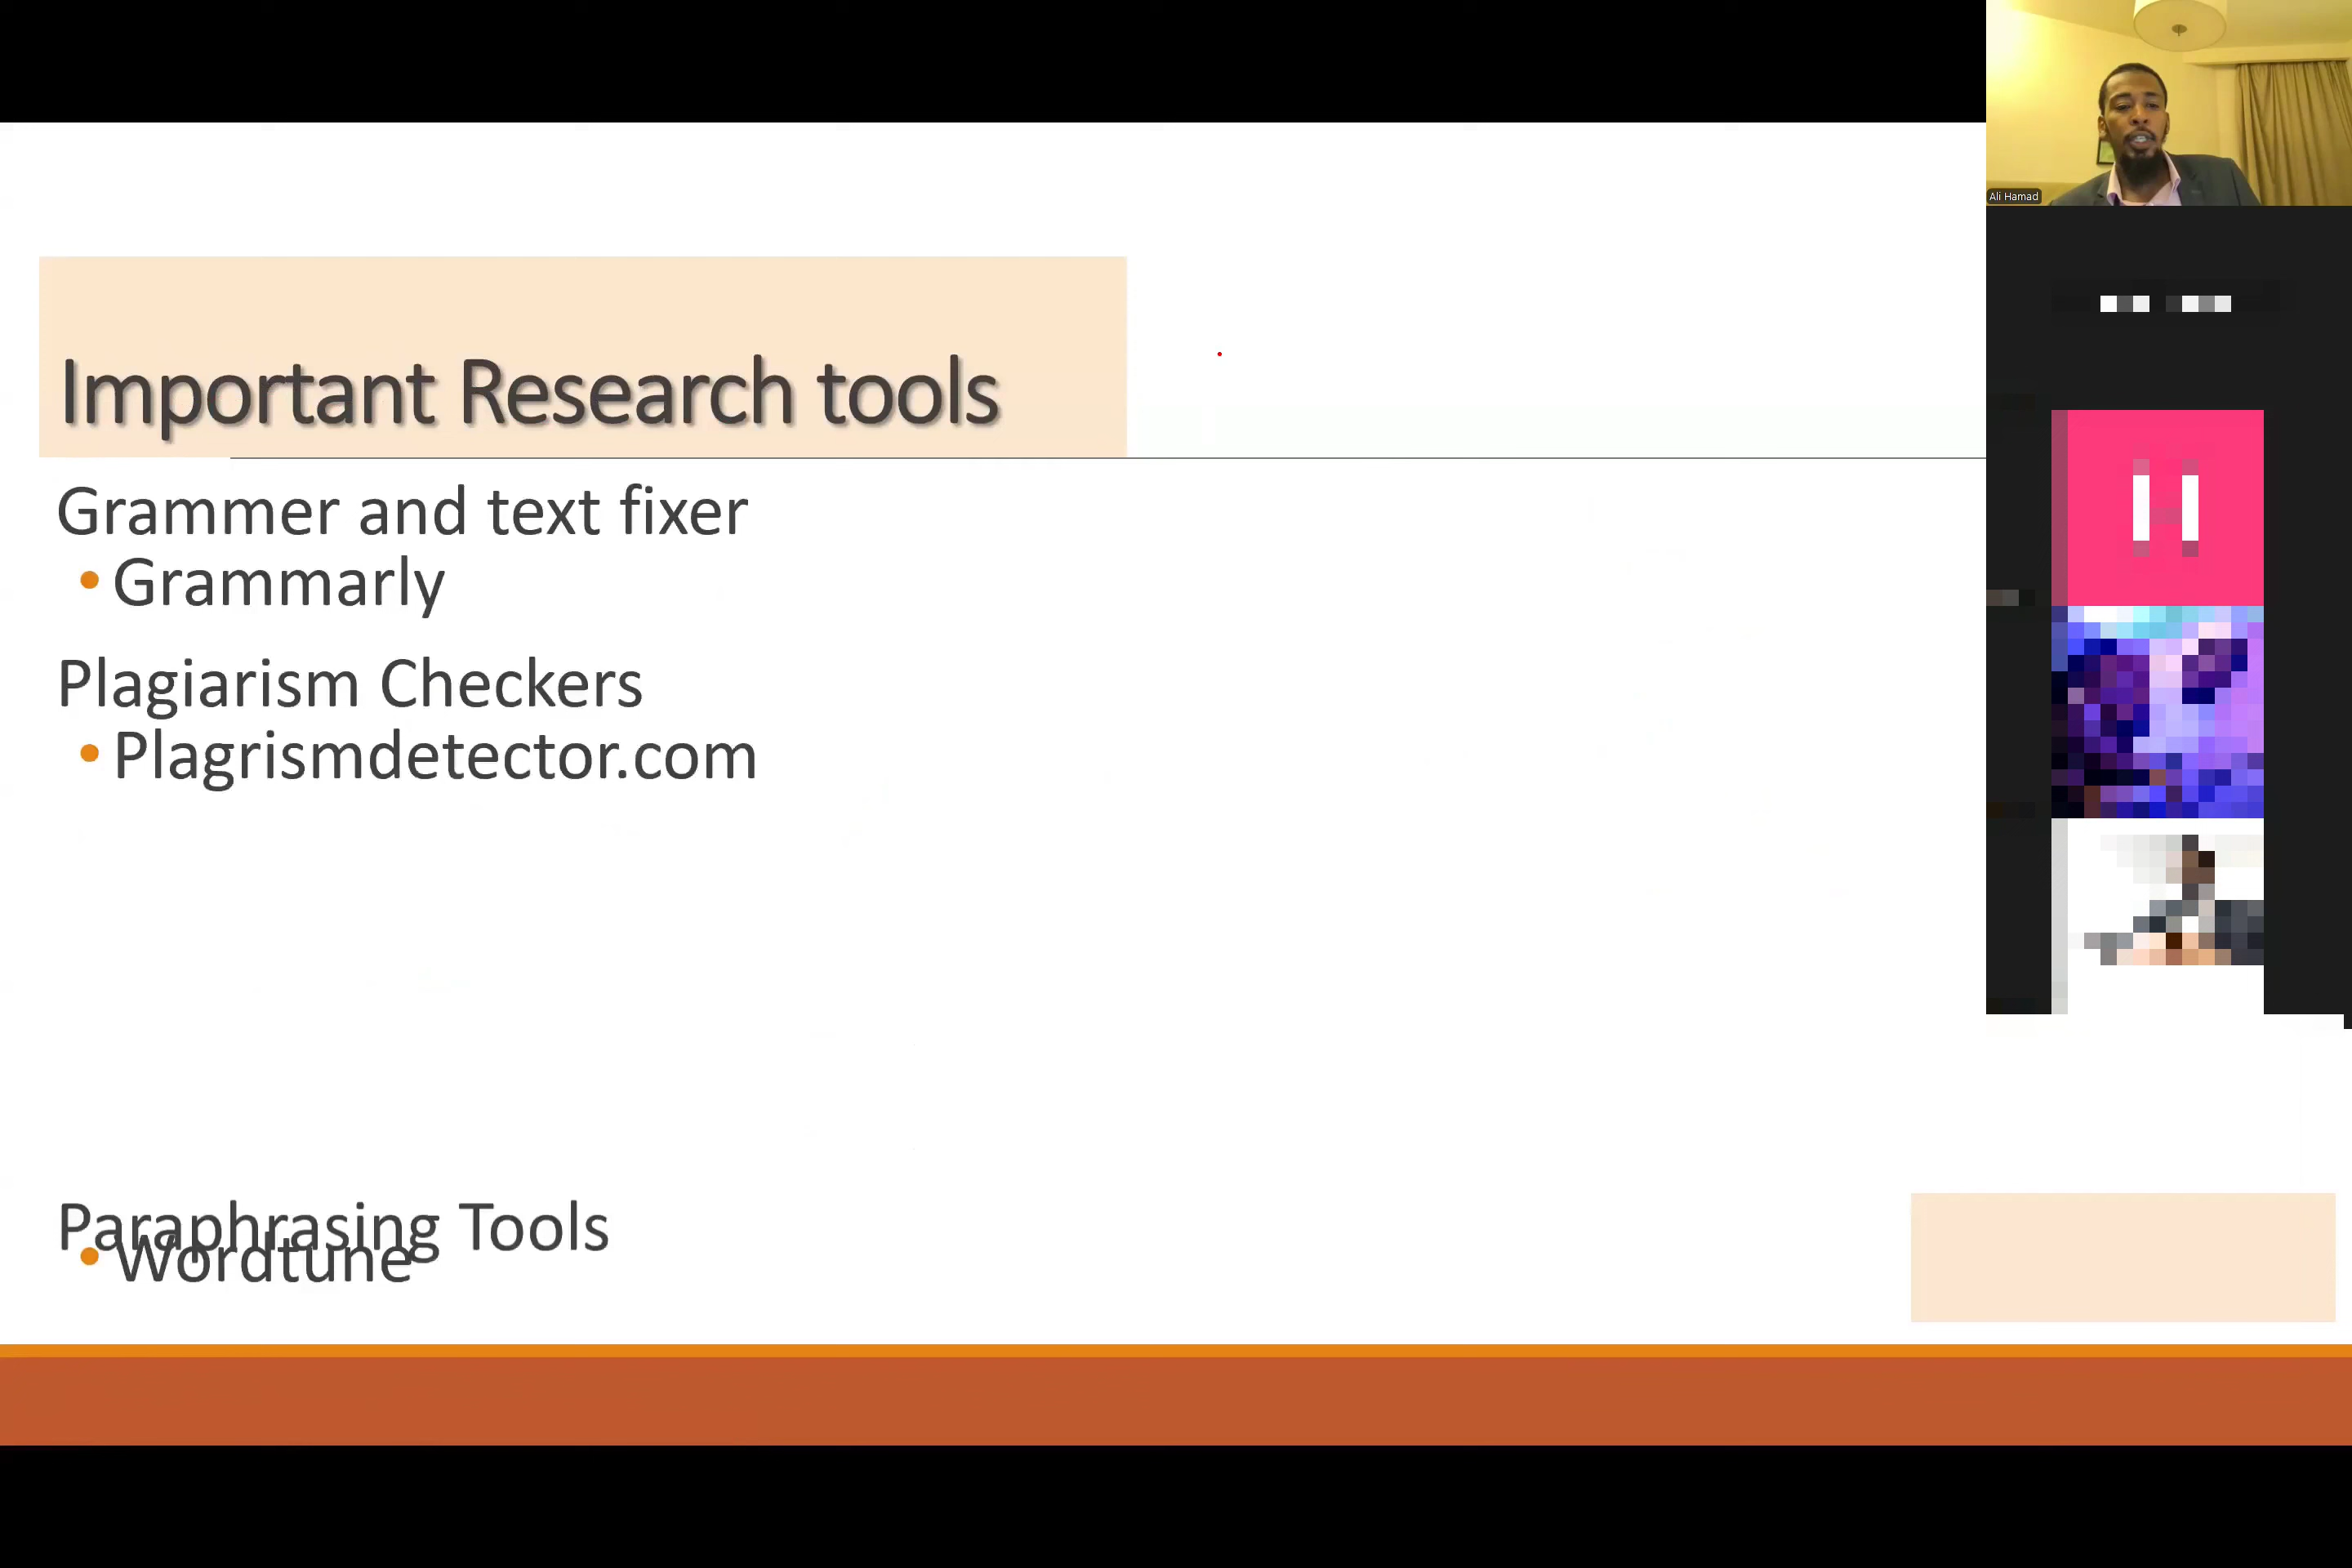 Ali Hamad
Important Research tools
Grammer and text fixer
• Grammarly
Plagiarism Checkers
• Plagrismdetector.com
Paraphrasing Tools
• Wordtune